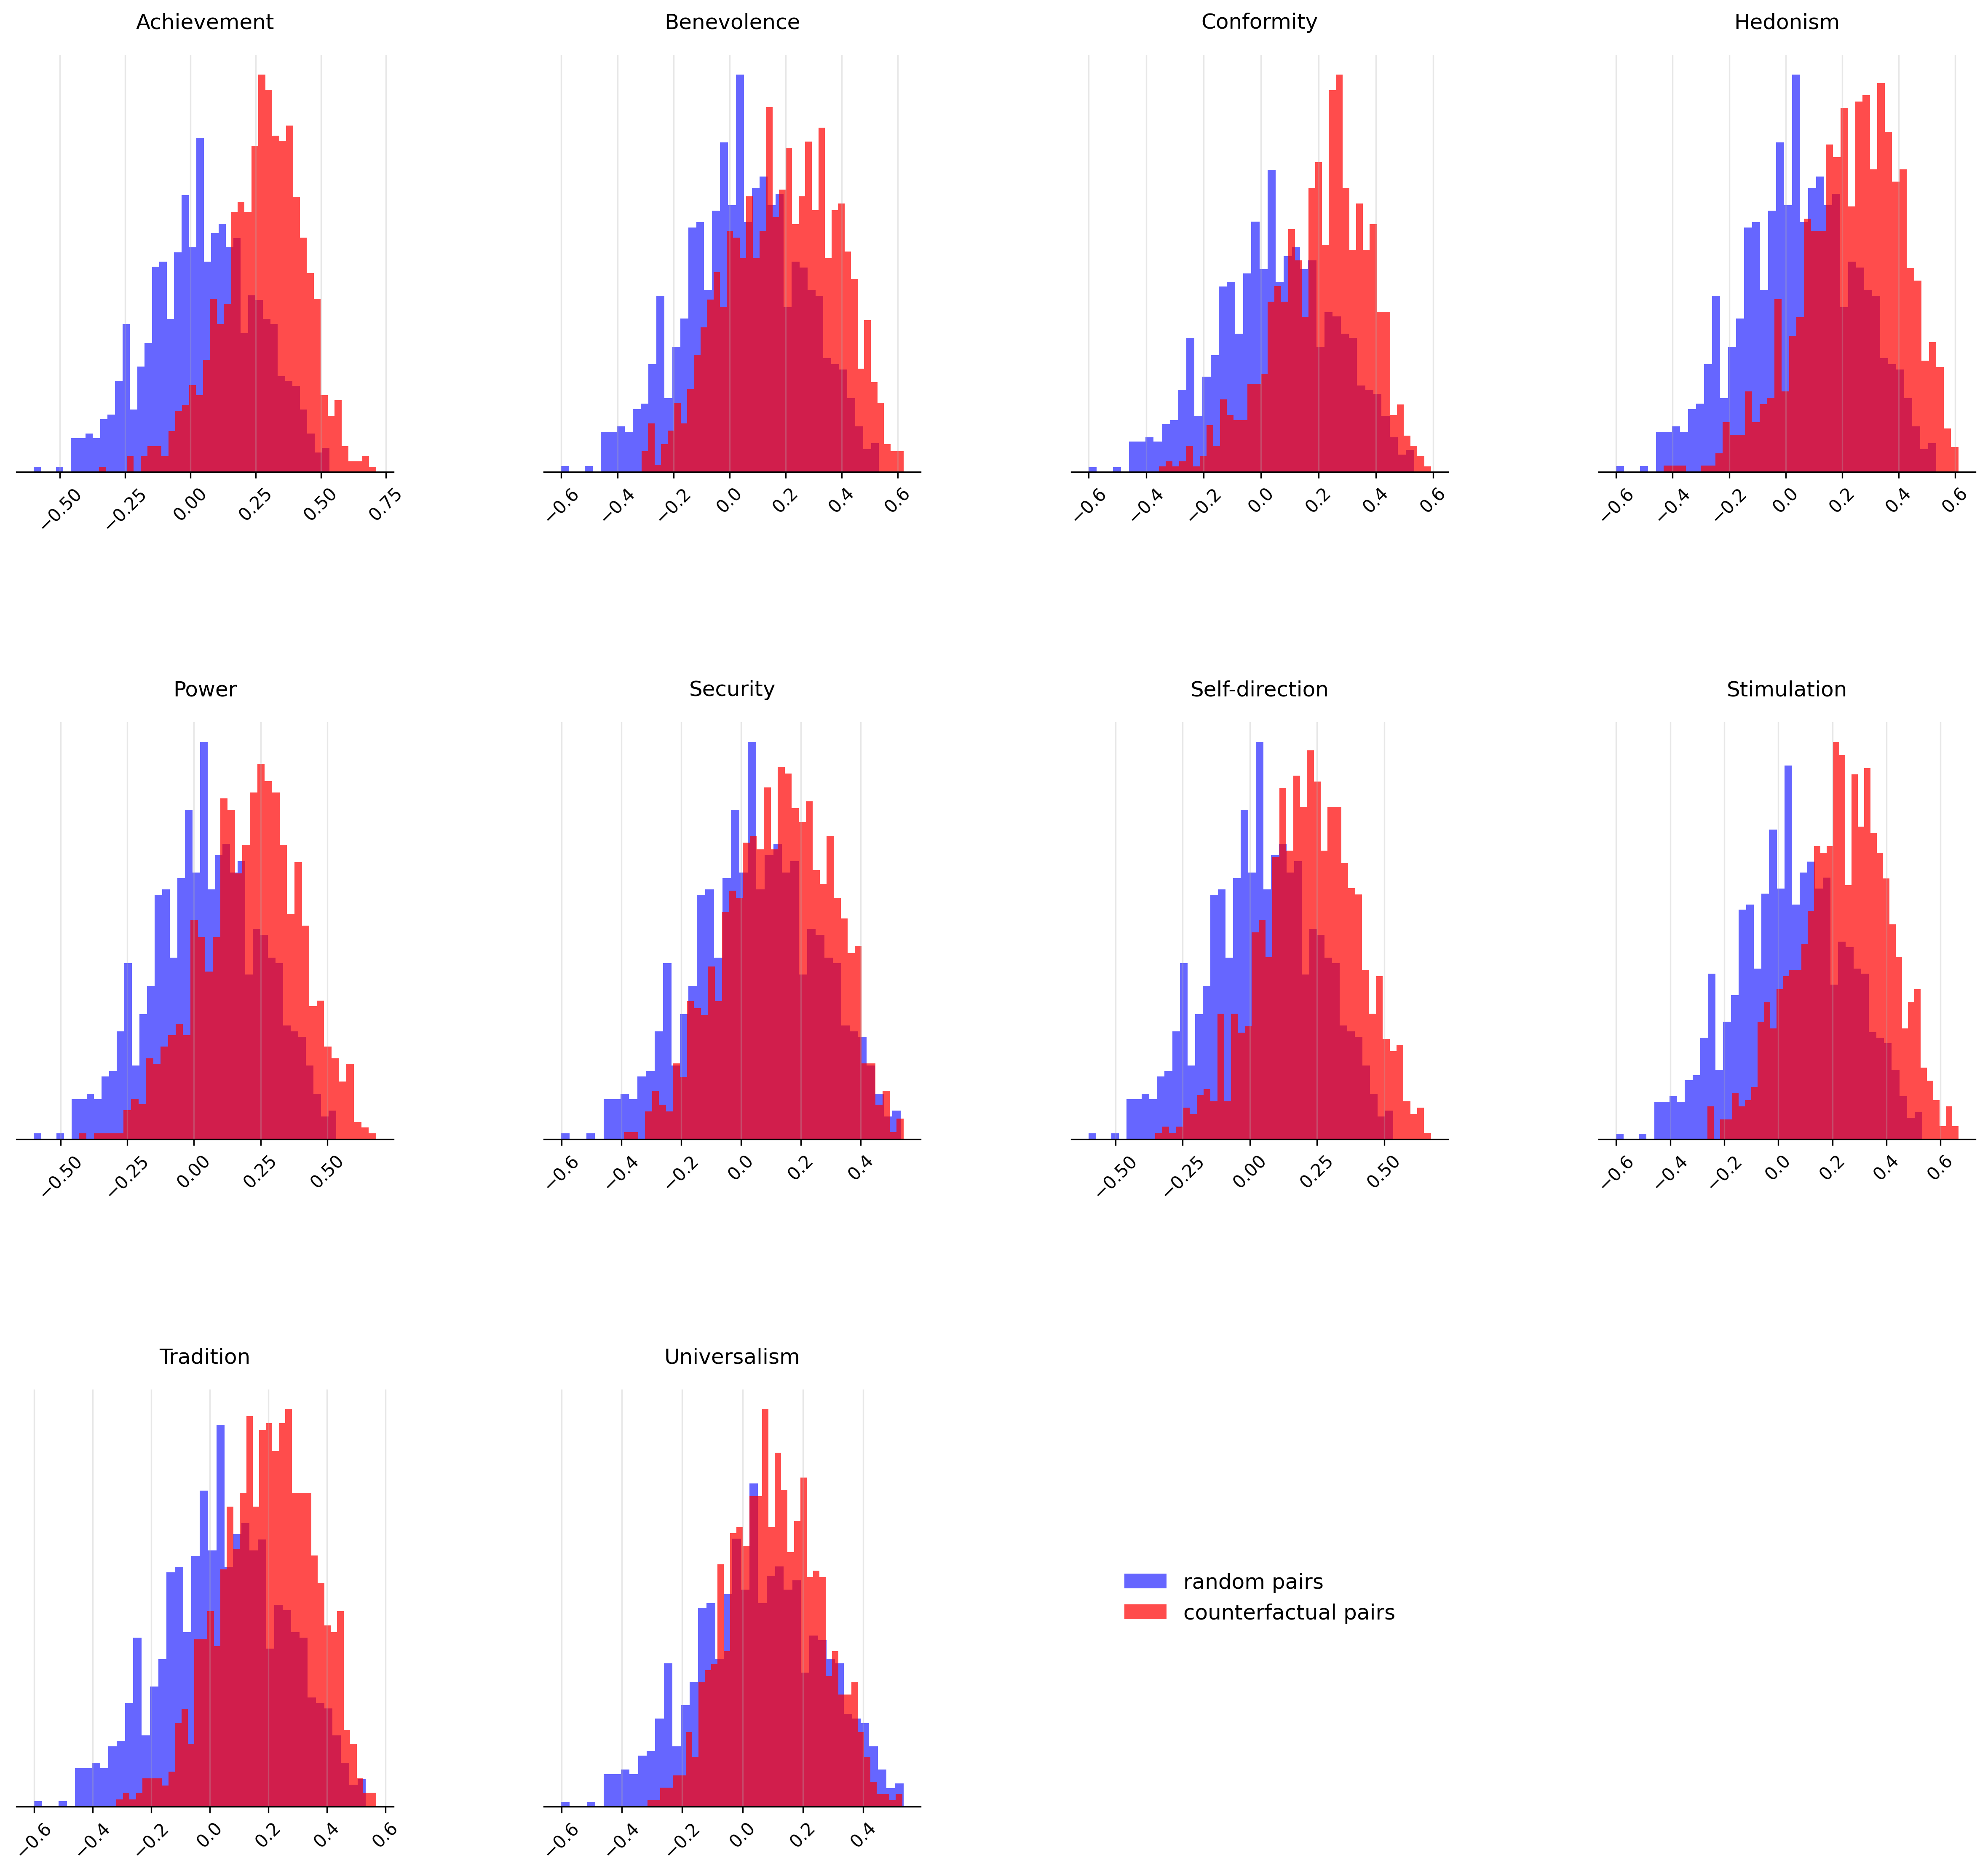 Achievement Benevolence Conformity Hedonism
−0.50 −0.25 0.00 0.25 0.50 0.75 −0.6 −0.4 −0.2 0.0 0.2 0.4 0.6 −0.6 −0.4 −0.2 0.0 0.2 0.4 0.6 −0.6 −0.4 −0.2 0.0 0.2 0.4 0.6
Power Security Self-direction Stimulation
−0.50 −0.25 0.00 0.25 0.50 −0.6 −0.4 −0.2 0.0 0.2 0.4 −0.50 −0.25 0.00 0.25 0.50 −0.6 −0.4 −0.2 0.0 0.2 0.4 0.6
Tradition Universalism
random pairs
counterfactual pairs
−0.6 −0.4 −0.2 0.0 0.2 0.4 0.6 −0.6 −0.4 −0.2 0.0 0.2 0.4